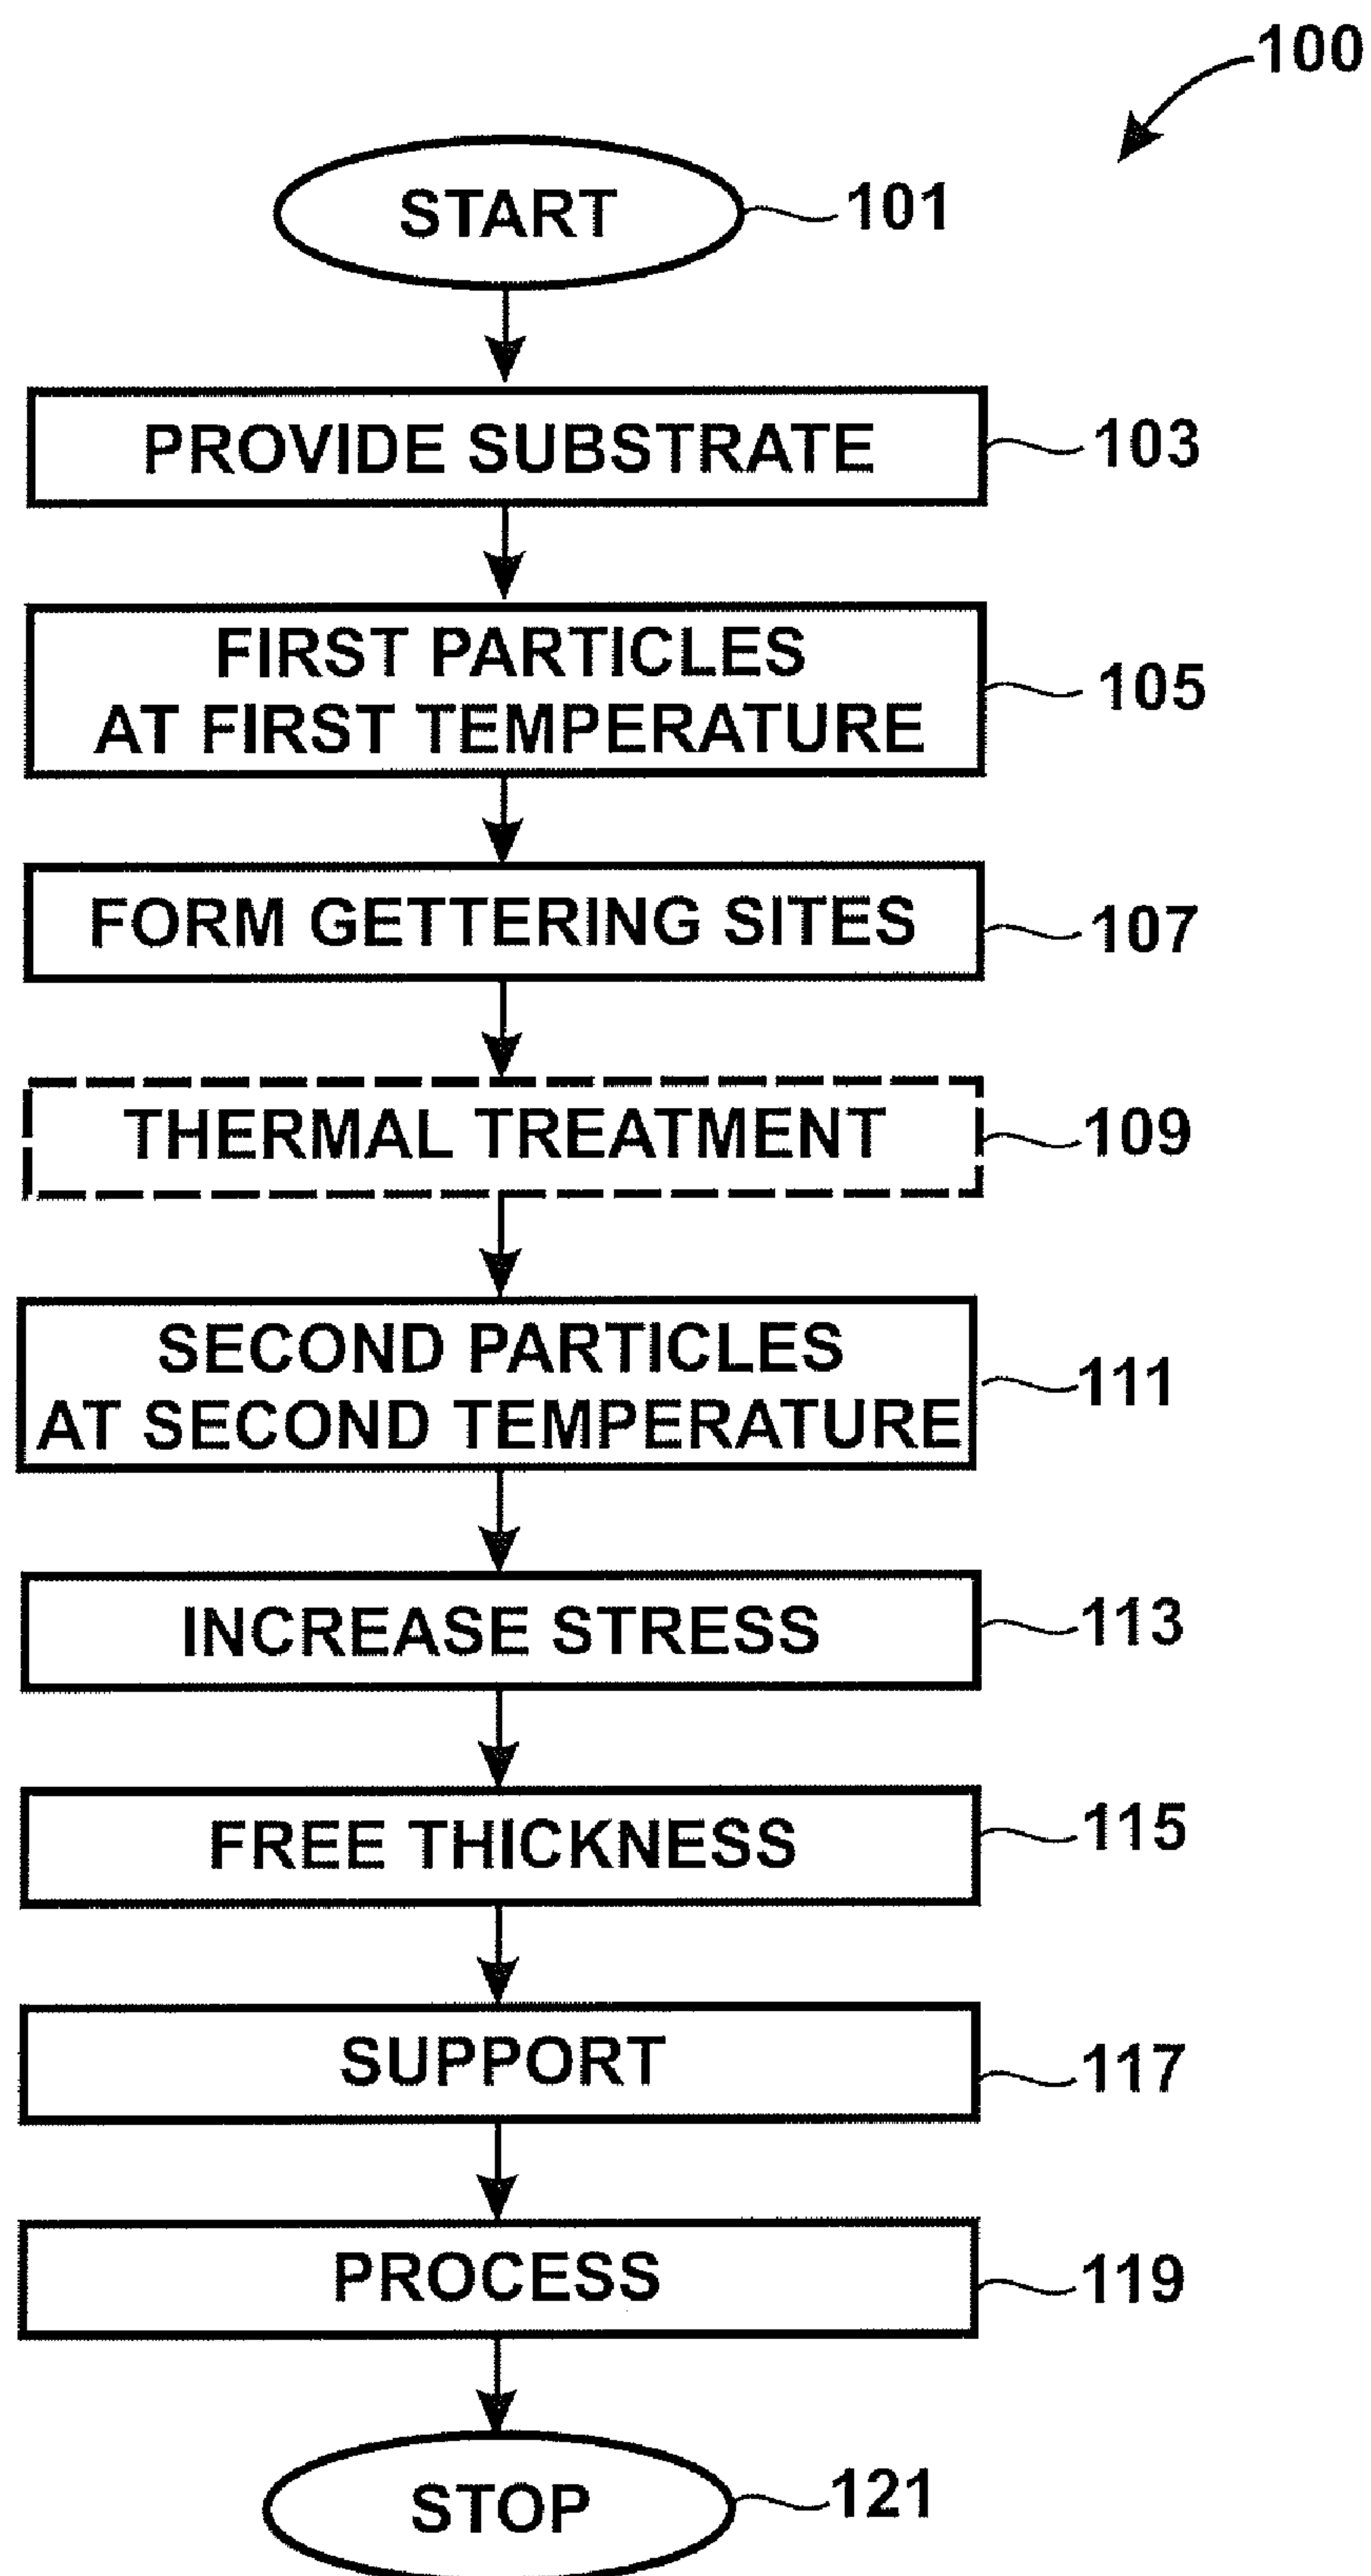 100
START
101
PROVIDE SUBSTRATE
103
FIRST PARTICLES
AT FIRST TEMPERATURE
105
FORM GETTERING SITES
107
THERMAL TREATMENT
109
SECOND PARTICLES
AT SECOND TEMPERATURE
111
INCREASE STRESS
113
FREE THICKNESS
115
SUPPORT
117
PROCESS
119
STOP
121